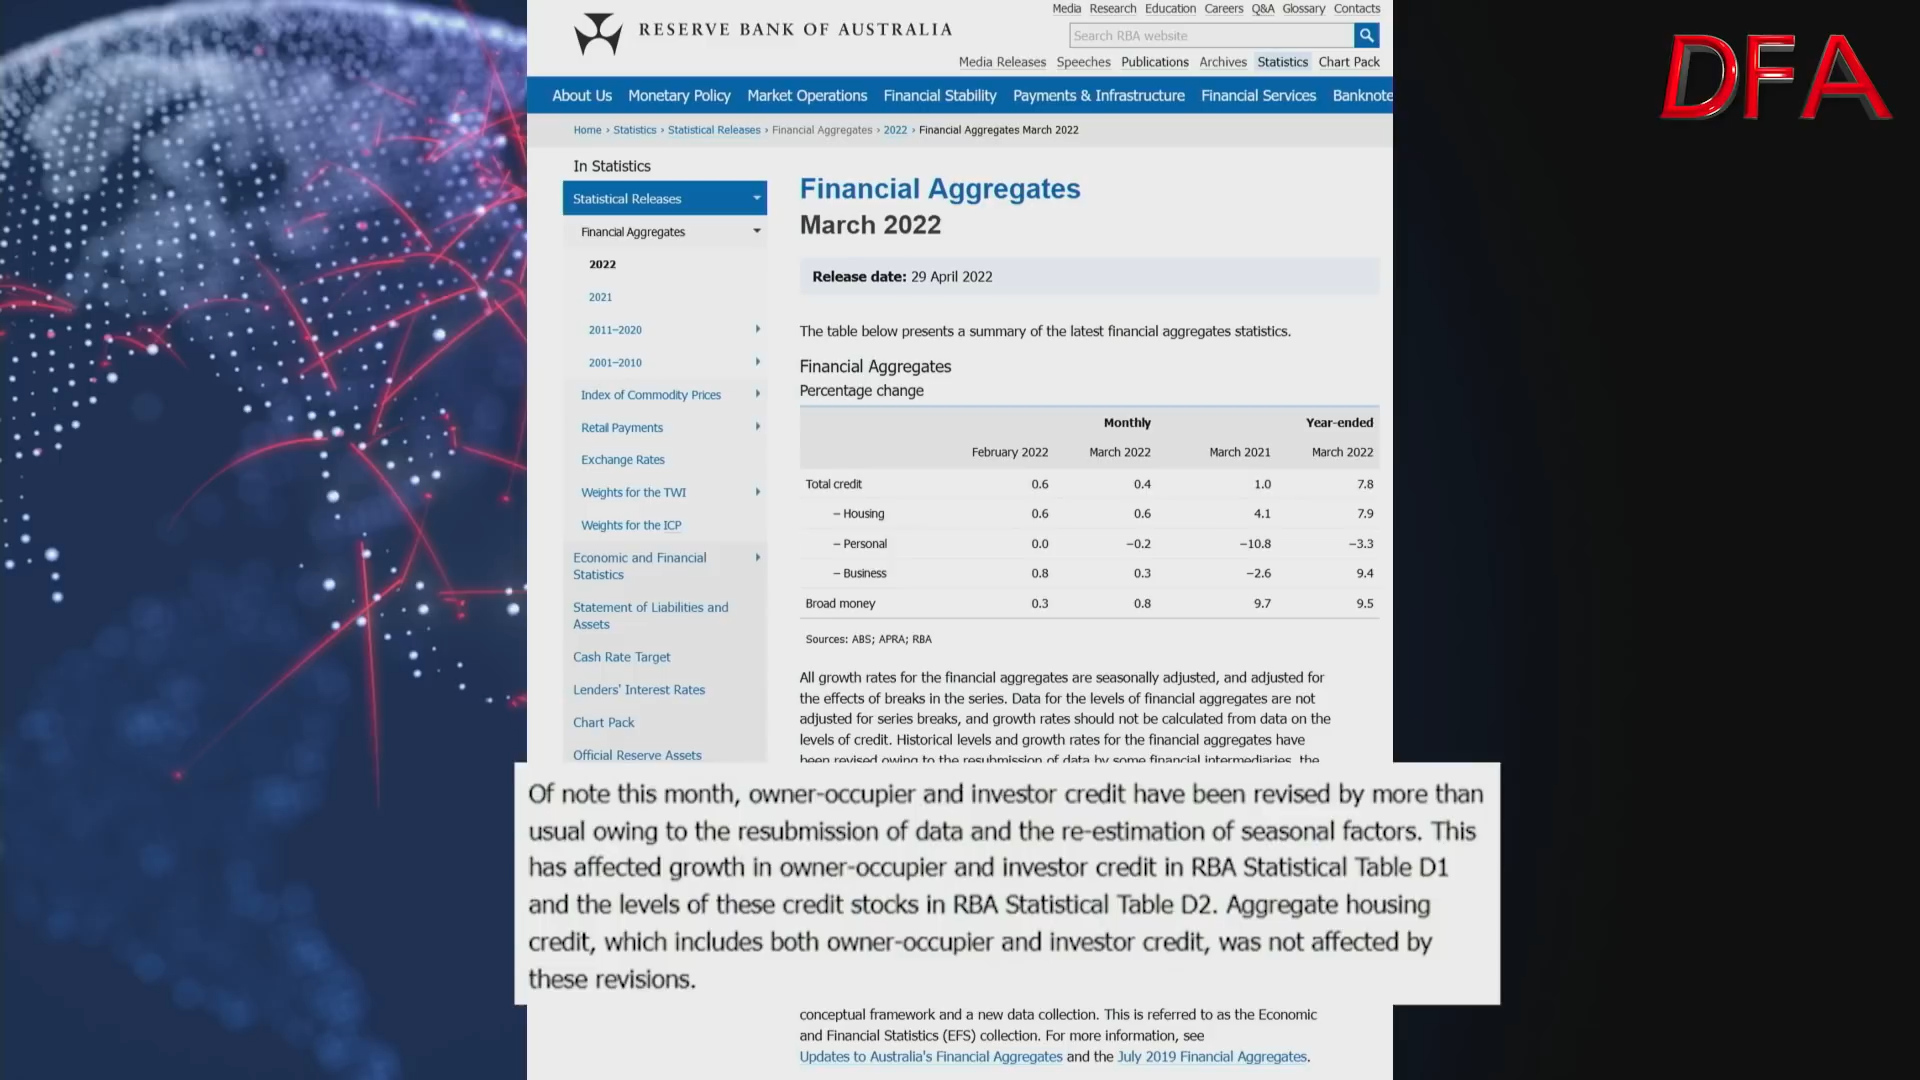 RESERVE BANK OF AUSTRALIA
Media Research Education Careers Q&A Glossary Contacts
Search RBA website
Media Releases Speeches Publications Archives Statistics Chart Pack
DFA
About Us Monetary Policy Market Operations Financial Stability Payments & Infrastructure Financial Services Banknote
Home › Statistics › Statistical Releases › Financial Aggregates › 2022 › Financial Aggregates March 2022
In Statistics
Statistical Releases
Financial Aggregates
2022
2021
2011–2020
2001–2010
Index of Commodity Prices
Retail Payments
Exchange Rates
Weights for the TWI
Weights for the ICP
Economic and Financial
Statistics
Statement of Liabilities and
Assets
Cash Rate Target
Lenders' Interest Rates
Chart Pack
Official Reserve Assets
Financial Aggregates
March 2022
Release date: 29 April 2022
The table below presents a summary of the latest financial aggregates statistics.
Financial Aggregates
Percentage change
Monthly Year-ended
February 2022 March 2022 March 2021 March 2022
Total credit 0.6 0.4 1.0 7.8
– Housing 0.6 0.6 4.1 7.9
– Personal 0.0 –0.2 –10.8 –3.3
– Business 0.8 0.3 –2.6 9.4
Broad money 0.3 0.8 9.7 9.5
Sources: ABS; APRA; RBA
All growth rates for the financial aggregates are seasonally adjusted, and adjusted for
the effects of breaks in the series. Data for the levels of financial aggregates are not
adjusted for series breaks, and growth rates should not be calculated from data on the
levels of credit. Historical levels and growth rates for the financial aggregates have
been revised owing to the resubmission of data by some financial intermediaries, the
Of note this month, owner-occupier and investor credit have been revised by more than
usual owing to the resubmission of data and the re-estimation of seasonal factors. This
has affected growth in owner-occupier and investor credit in RBA Statistical Table D1
and the levels of these credit stocks in RBA Statistical Table D2. Aggregate housing
credit, which includes both owner-occupier and investor credit, was not affected by
these revisions.
conceptual framework and a new data collection. This is referred to as the Economic
and Financial Statistics (EFS) collection. For more information, see
Updates to Australia's Financial Aggregates and the July 2019 Financial Aggregates.